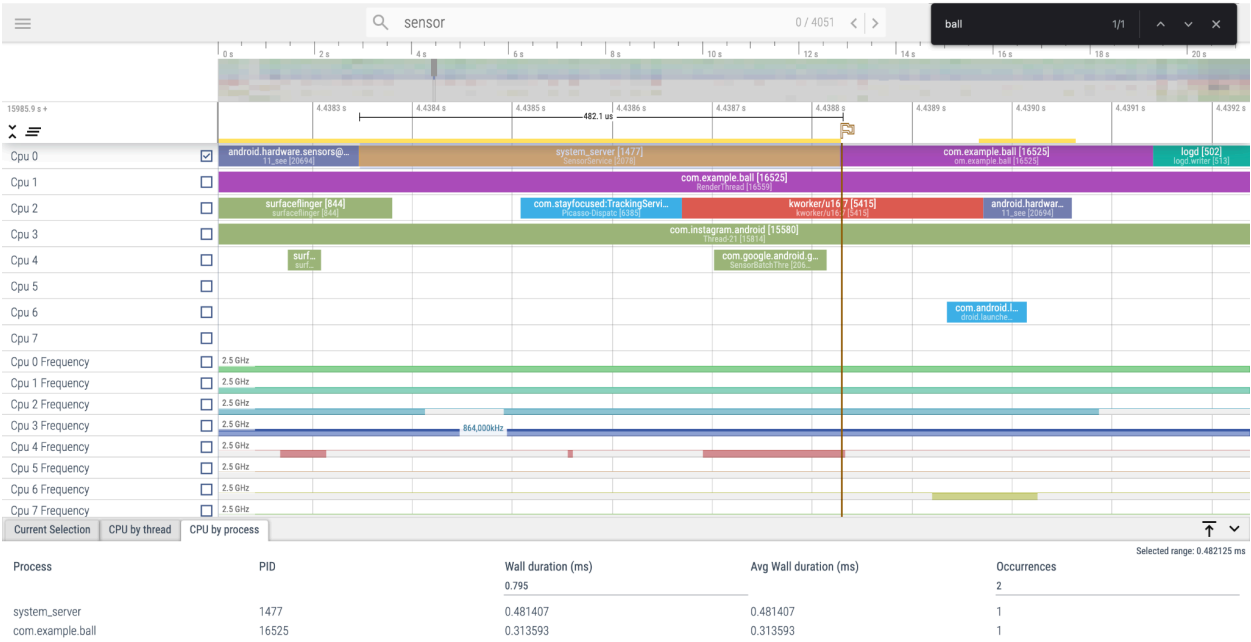 sensor 0 / 4051 ball 1/1
0 s 2 s 4 s 6 s 8 s 10 s 12 s 14 s 16 s 18 s 20 s
15985.9 s +
4.4383 s 4.4384 s 4.4385 s 4.4386 s 4.4387 s 4.4388 s 4.4389 s 4.4390 s 4.4391 s 4.4392 s
482.1 us
Cpu 0 android.hardware.sensors@... system_server [1477] com.example.ball [16525] logd [502]
11_see [20694] SensorService [2078] om.example.ball [16525] logd.writer [513]
Cpu 1 com.example.ball [16525]
RenderThread [16559]
Cpu 2 surfaceflinger [844] com.stayfocused:TrackingServi... kworker/u16:7 [5415] android.hardwar...
surfaceflinger [844] Picasso-Dispatc [6385] kworker/u16:7 [5415] 11_see [20694]
Cpu 3 com.instagram.android [15580]
Thread-21 [15814]
Cpu 4 surf... com.google.android.g...
surf... SensorBatchThre [206...
Cpu 5
Cpu 6 com.android.l...
droid.launche...
Cpu 7
Cpu 0 Frequency 2.5 GHz
Cpu 1 Frequency 2.5 GHz
Cpu 2 Frequency 2.5 GHz
Cpu 3 Frequency 2.5 GHz 864,000kHz
Cpu 4 Frequency 2.5 GHz
Cpu 5 Frequency 2.5 GHz
Cpu 6 Frequency 2.5 GHz
Cpu 7 Frequency 2.5 GHz
Current Selection CPU by thread CPU by process
Selected range: 0.482125 ms
Process PID Wall duration (ms) Avg Wall duration (ms) Occurrences
0.795 2
system_server 1477 0.481407 0.481407 1
com.example.ball 16525 0.313593 0.313593 1